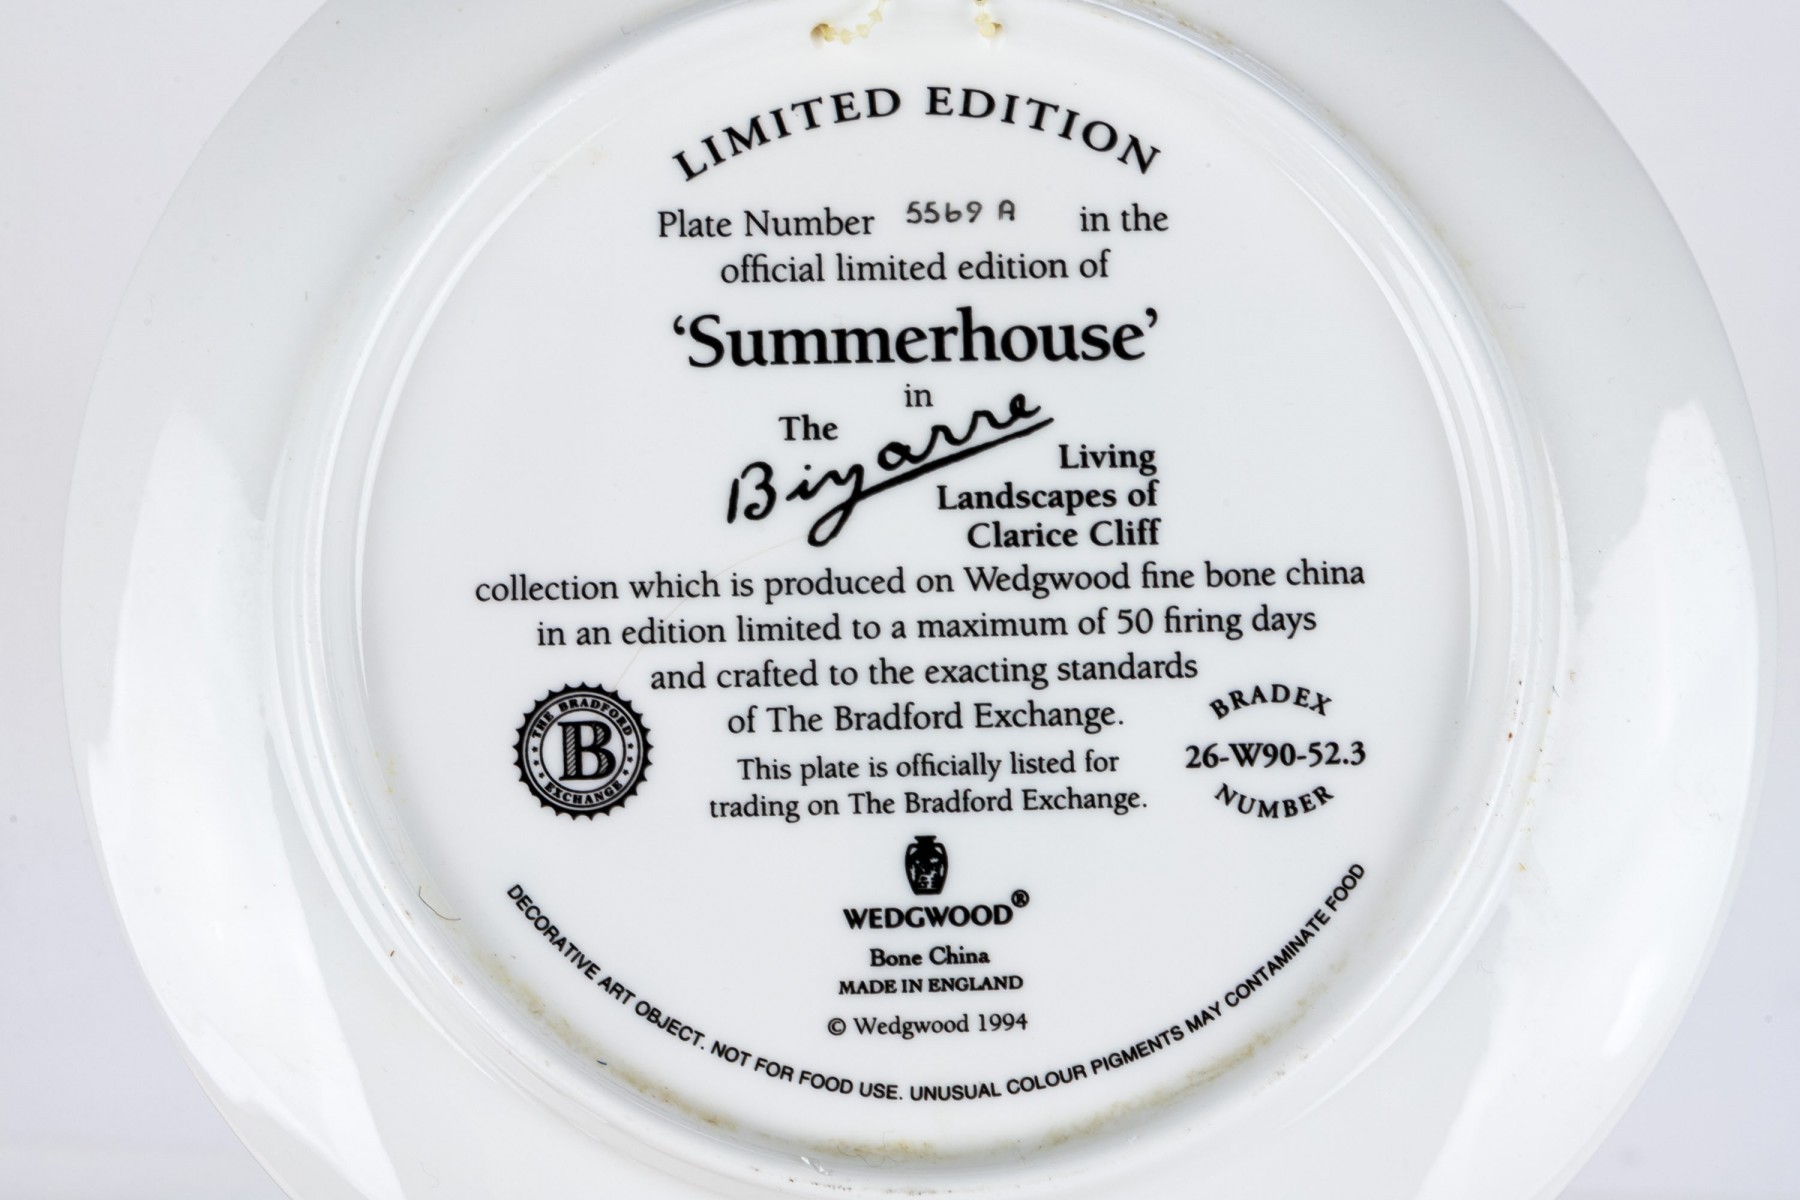 LIMITED EDITION
Plate Number 5569 A in the
official limited edition of
‘Summerhouse’
in
The Bizarre Living
Landscapes of
Clarice Cliff
collection which is produced on Wedgwood fine bone china
in an edition limited to a maximum of 50 firing days
and crafted to the exacting standards
of The Bradford Exchange.
This plate is officially listed for
trading on The Bradford Exchange.
THE BRADFORD
B
EXCHANGE
BRADEX
26-W90-52.3
NUMBER
WEDGWOOD®
Bone China
MADE IN ENGLAND
© Wedgwood 1994
DECORATIVE ART OBJECT. NOT FOR FOOD USE. UNUSUAL COLOUR PIGMENTS MAY CONTAMINATE FOOD